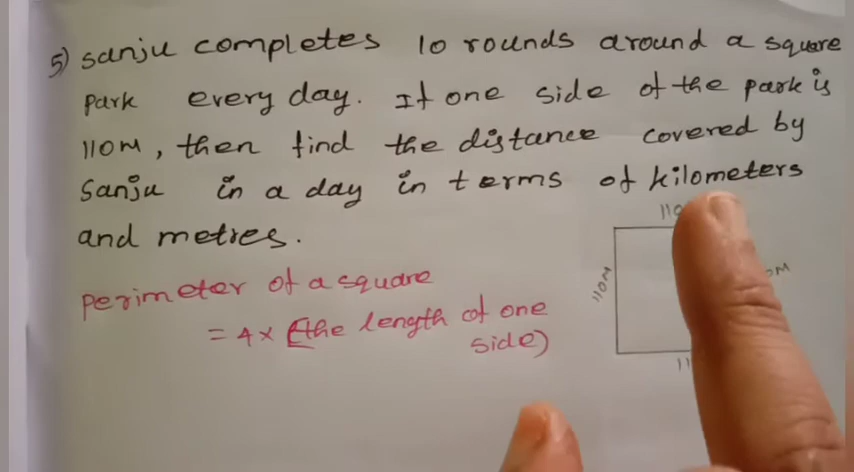 5) Sanju completes 10 rounds around a square
park every day. If one side of the park is
110M, then find the distance covered by
Sanju in a day in terms of kilometers
and metres.
110M
Perimeter of a square
= 4 × (the length of one
side)